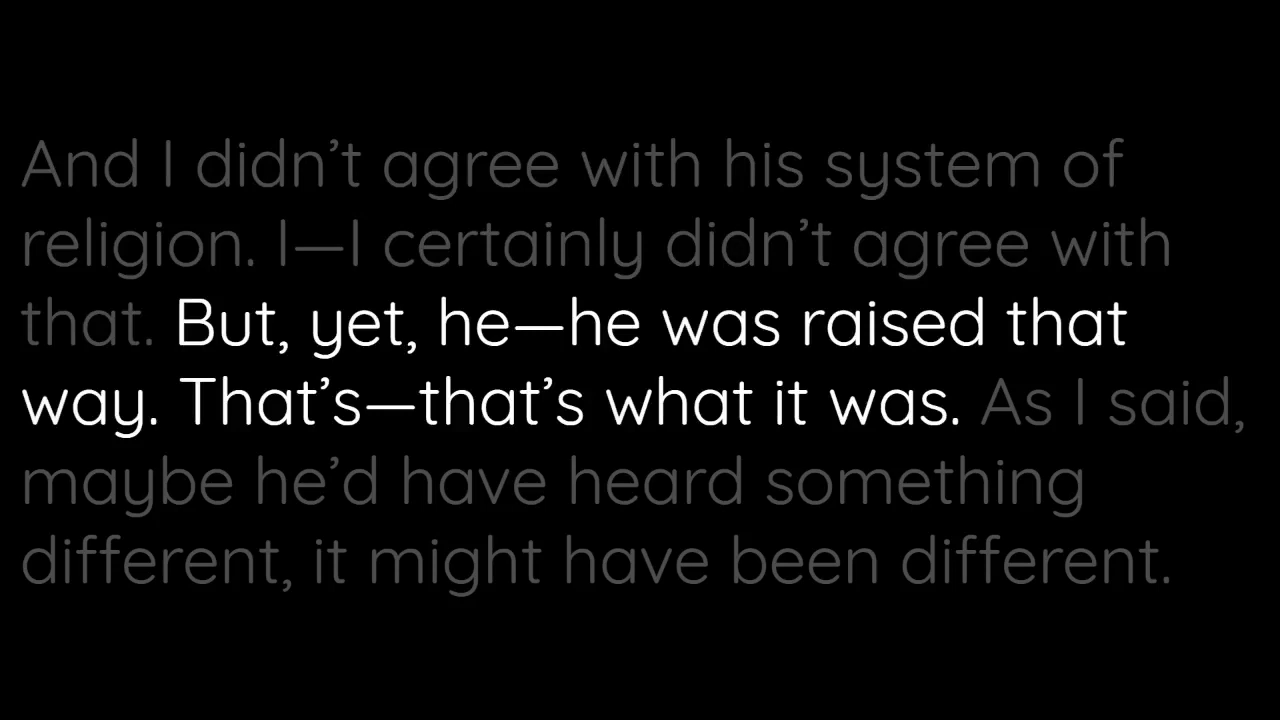 And I didn’t agree with his system of
religion. I—I certainly didn’t agree with
that. But, yet, he—he was raised that
way. That’s—that’s what it was. As I said,
maybe he’d have heard something
different, it might have been different.